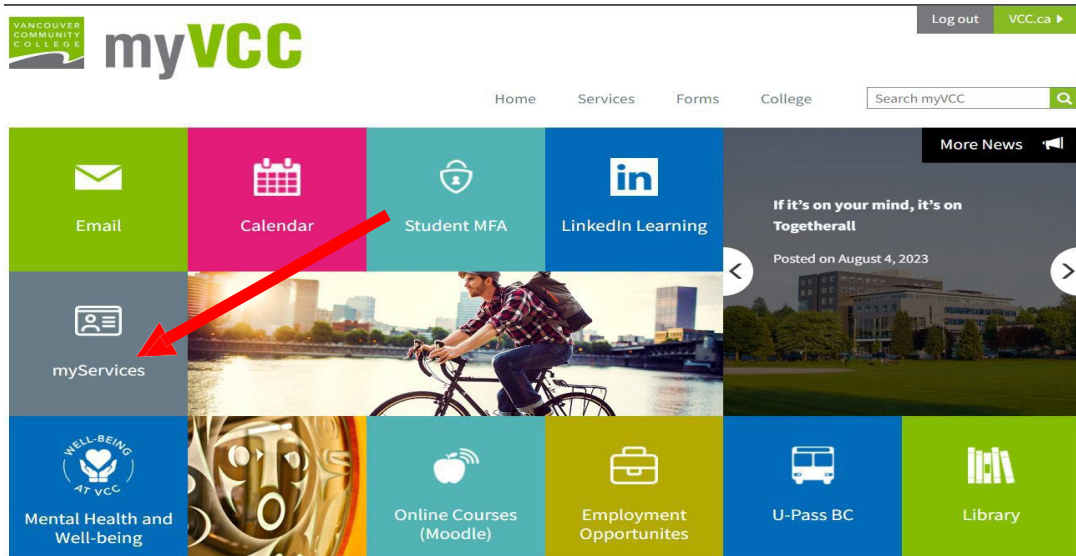 VANCOUVER
COMMUNITY
COLLEGE
myVCC
Log out
VCC.ca
Home
Services
Forms
College
Search myVCC
Email
Calendar
Student MFA
LinkedIn Learning
in
More News
If it's on your mind, it's on
Togetherall
Posted on August 4, 2023
myServices
WELL-BEING
AT VCC
Mental Health and
Well-being
Online Courses
(Moodle)
Employment
Opportunites
U-Pass BC
Library